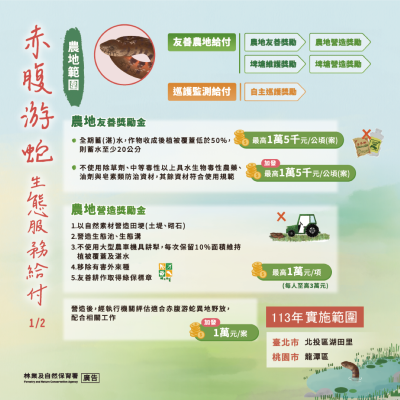 赤腹游蛇生態服務給付 1/2
農地範圍
友善農地給付
農地友善獎勵
農地營造獎勵
埤塘維護獎勵
埤塘營造獎勵
巡護監測給付
自主巡護獎勵
農地友善獎勵金
全期蓄(湛)水,作物收成後植被覆蓋低於50%,
則蓄水至少20公分
最高1萬5千元/公頃(案)
不使用除草劑、中等毒性以上具水生物毒性農藥、
油劑與皂素類防治資材,其餘資材符合使用規範
加碼
最高1萬5千元/公頃(案)
農地營造獎勵金
1.以自然素材營造田埂(土堤、砌石)
2.營造生態池、生態溝
3.不使用大型農車機具耕犁,每次保留10%面積維持
植被覆蓋及湛水
4.移除有害外來種
5.友善耕作取得綠保標章
最高1萬元/項
(每人至高3萬元)
營造後,經執行機關評估適合赤腹游蛇異地野放,
配合相關工作
加碼
1萬元/案
113年實施範圍
臺北市 北投區湖田里
桃園市 龍潭區
林業及自然保育署
Forestry and Nature Conservation Agency
廣告